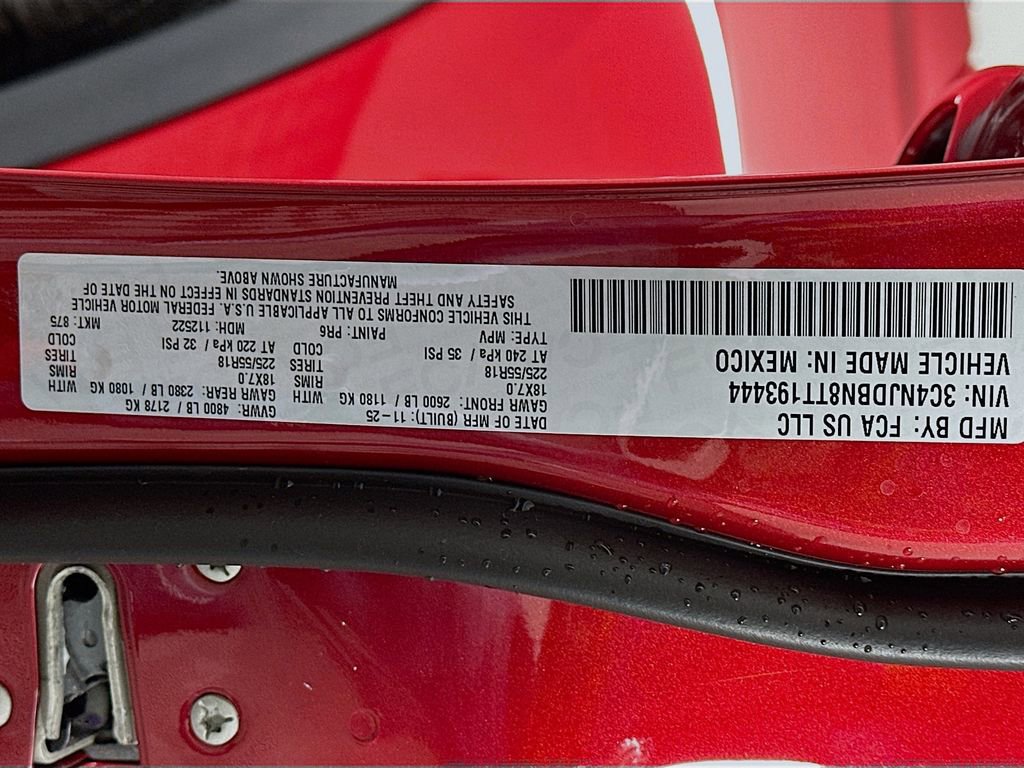 MFD BY: FCA US LLC
VIN: 3C4NJDBN8TT193444
VEHICLE MADE IN: MEXICO
DATE OF MFR (BUILT): 11-25 GVWR: 4800 LB / 2178 KG
GAWR FRONT: 2600 LB / 1180 KG WITH GAWR REAR: 2380 LB / 1080 KG WITH
18X7.0 RIMS 18X7.0 RIMS
225/55R18 TIRES 225/55R18 TIRES
AT 240 kPa / 35 PSI COLD AT 220 kPa / 32 PSI COLD
TYPE: MPV PAINT: PR6 MDH: 112522 MKT: 875
THIS VEHICLE CONFORMS TO ALL APPLICABLE U.S.A. FEDERAL MOTOR VEHICLE
SAFETY AND THEFT PREVENTION STANDARDS IN EFFECT ON THE DATE OF
MANUFACTURE SHOWN ABOVE.